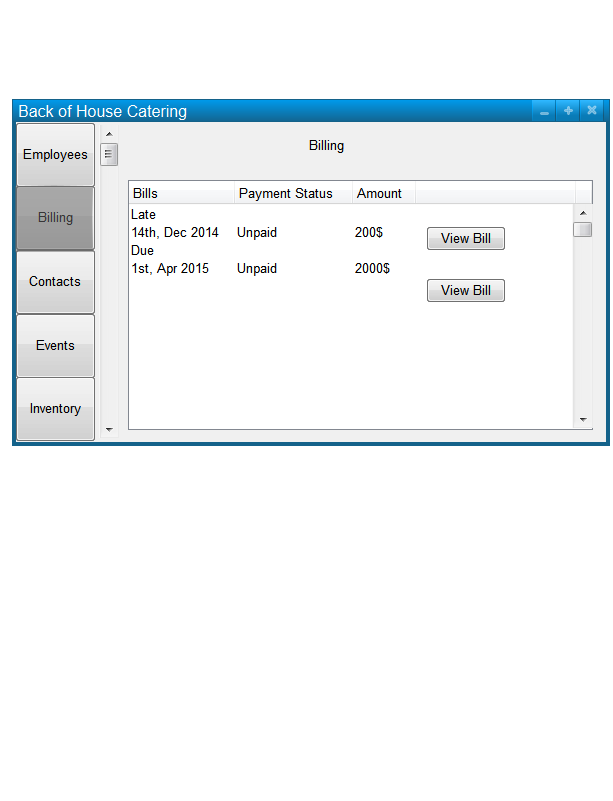 Back of House Catering
Employees
Billing
Contacts
Events
Inventory
Billing
Bills Payment Status Amount
Late
14th, Dec 2014 Unpaid 200$ View Bill
Due
1st, Apr 2015 Unpaid 2000$
View Bill